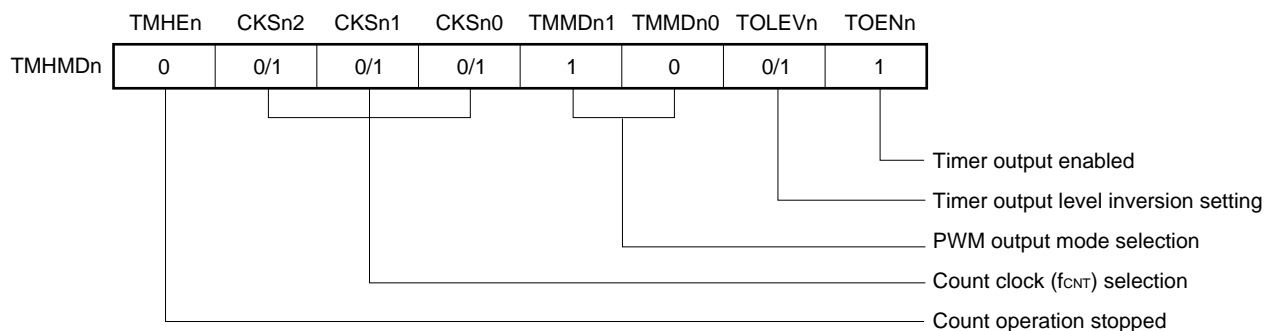 TMHEn CKSn2 CKSn1 CKSn0 TMMDn1 TMMDn0 TOLEVn TOENn
TMHMDn 0 0/1 0/1 0/1 1 0 0/1 1
Timer output enabled
Timer output level inversion setting
PWM output mode selection
Count clock (fCNT) selection
Count operation stopped